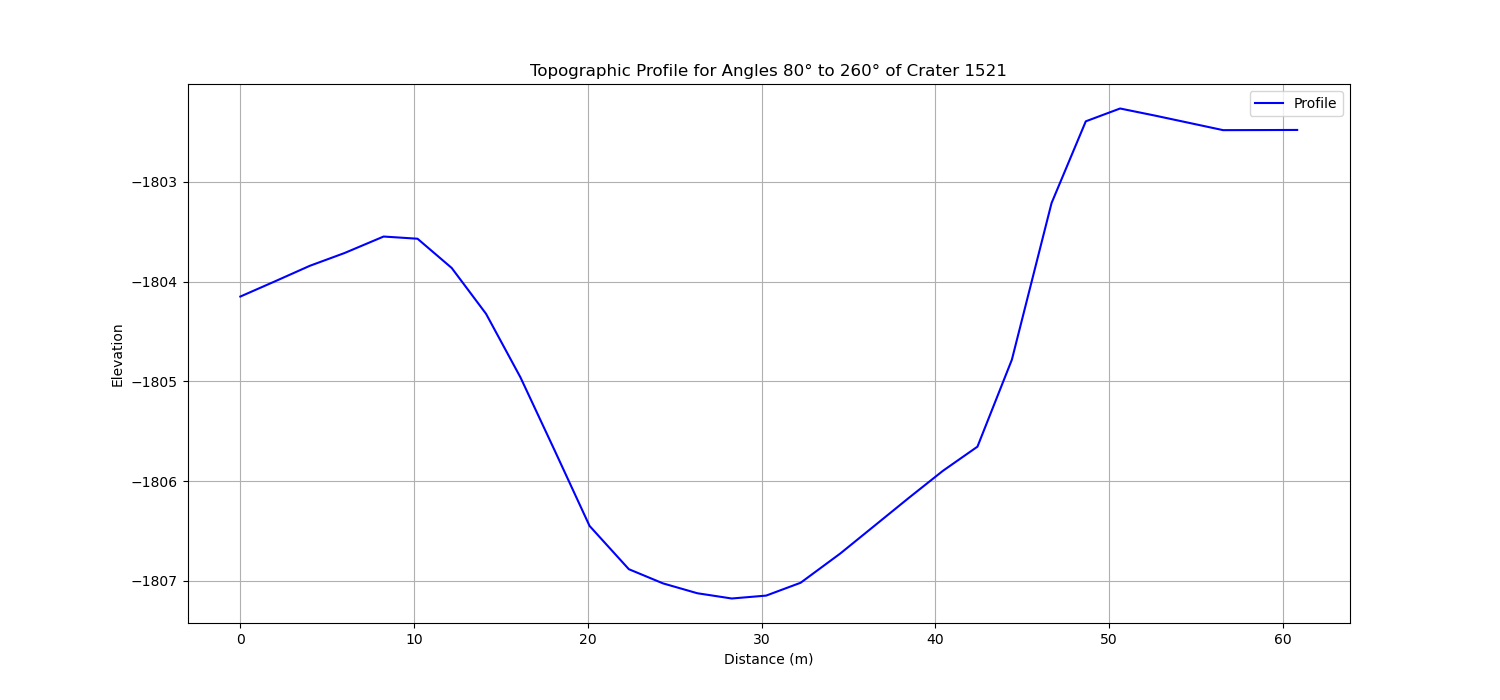 Topographic Profile for Angles 80° to 260° of Crater 1521
Profile
−1803
−1804
−1805
−1806
−1807
Elevation
0 10 20 30 40 50 60
Distance (m)